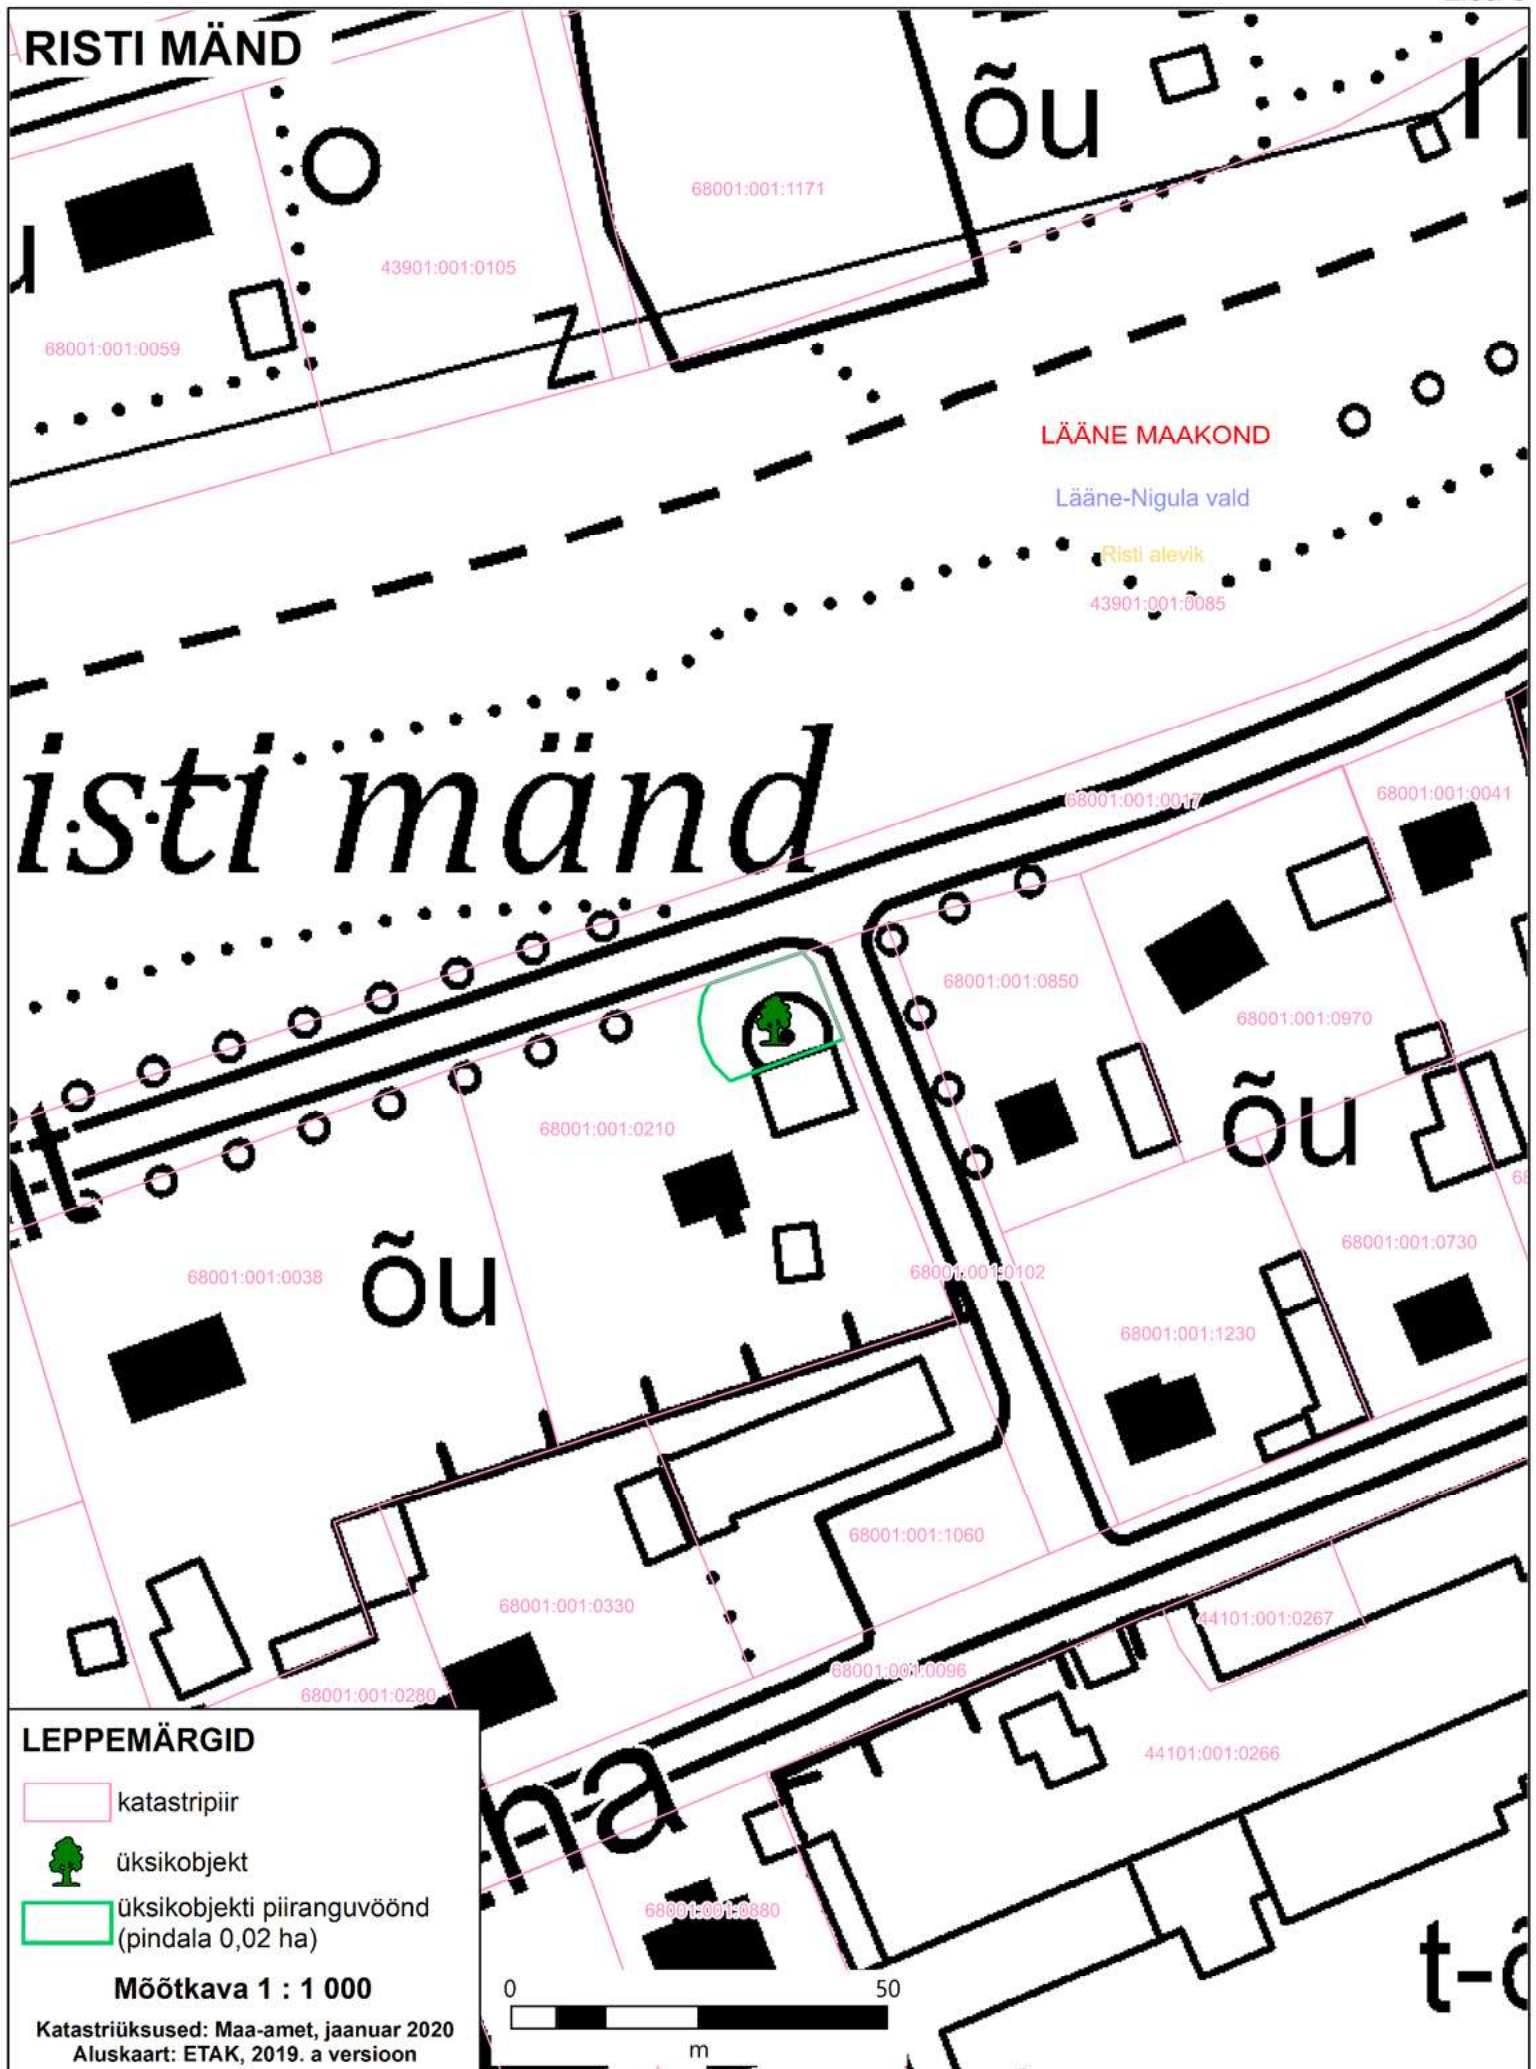 RISTI MÄND
õu
68001:001:1171
43901:001:0105
68001:001:0059
Z
LÄÄNE MAAKOND
Lääne-Nigula vald
Risti alevik
43901:001:0085
isti mänd
68001:001:0017
68001:001:0041
68001:001:0850
68001:001:0970
õu
68001:001:0210
68001:001:0730
õu
68001:001:0038
68001:001:0102
68001:001:1230
68001:001:1060
68001:001:0330
44101:001:0267
68001:001:0096
68001:001:0280
44101:001:0266
68001:001:0880
LEPPEMÄRGID
katastripiir
üksikobjekt
üksikobjekti piiranguvöönd
(pindala 0,02 ha)
Mõõtkava 1 : 1 000
Katastriüksused: Maa-amet, jaanuar 2020
Aluskaart: ETAK, 2019. a versioon
0 50
m